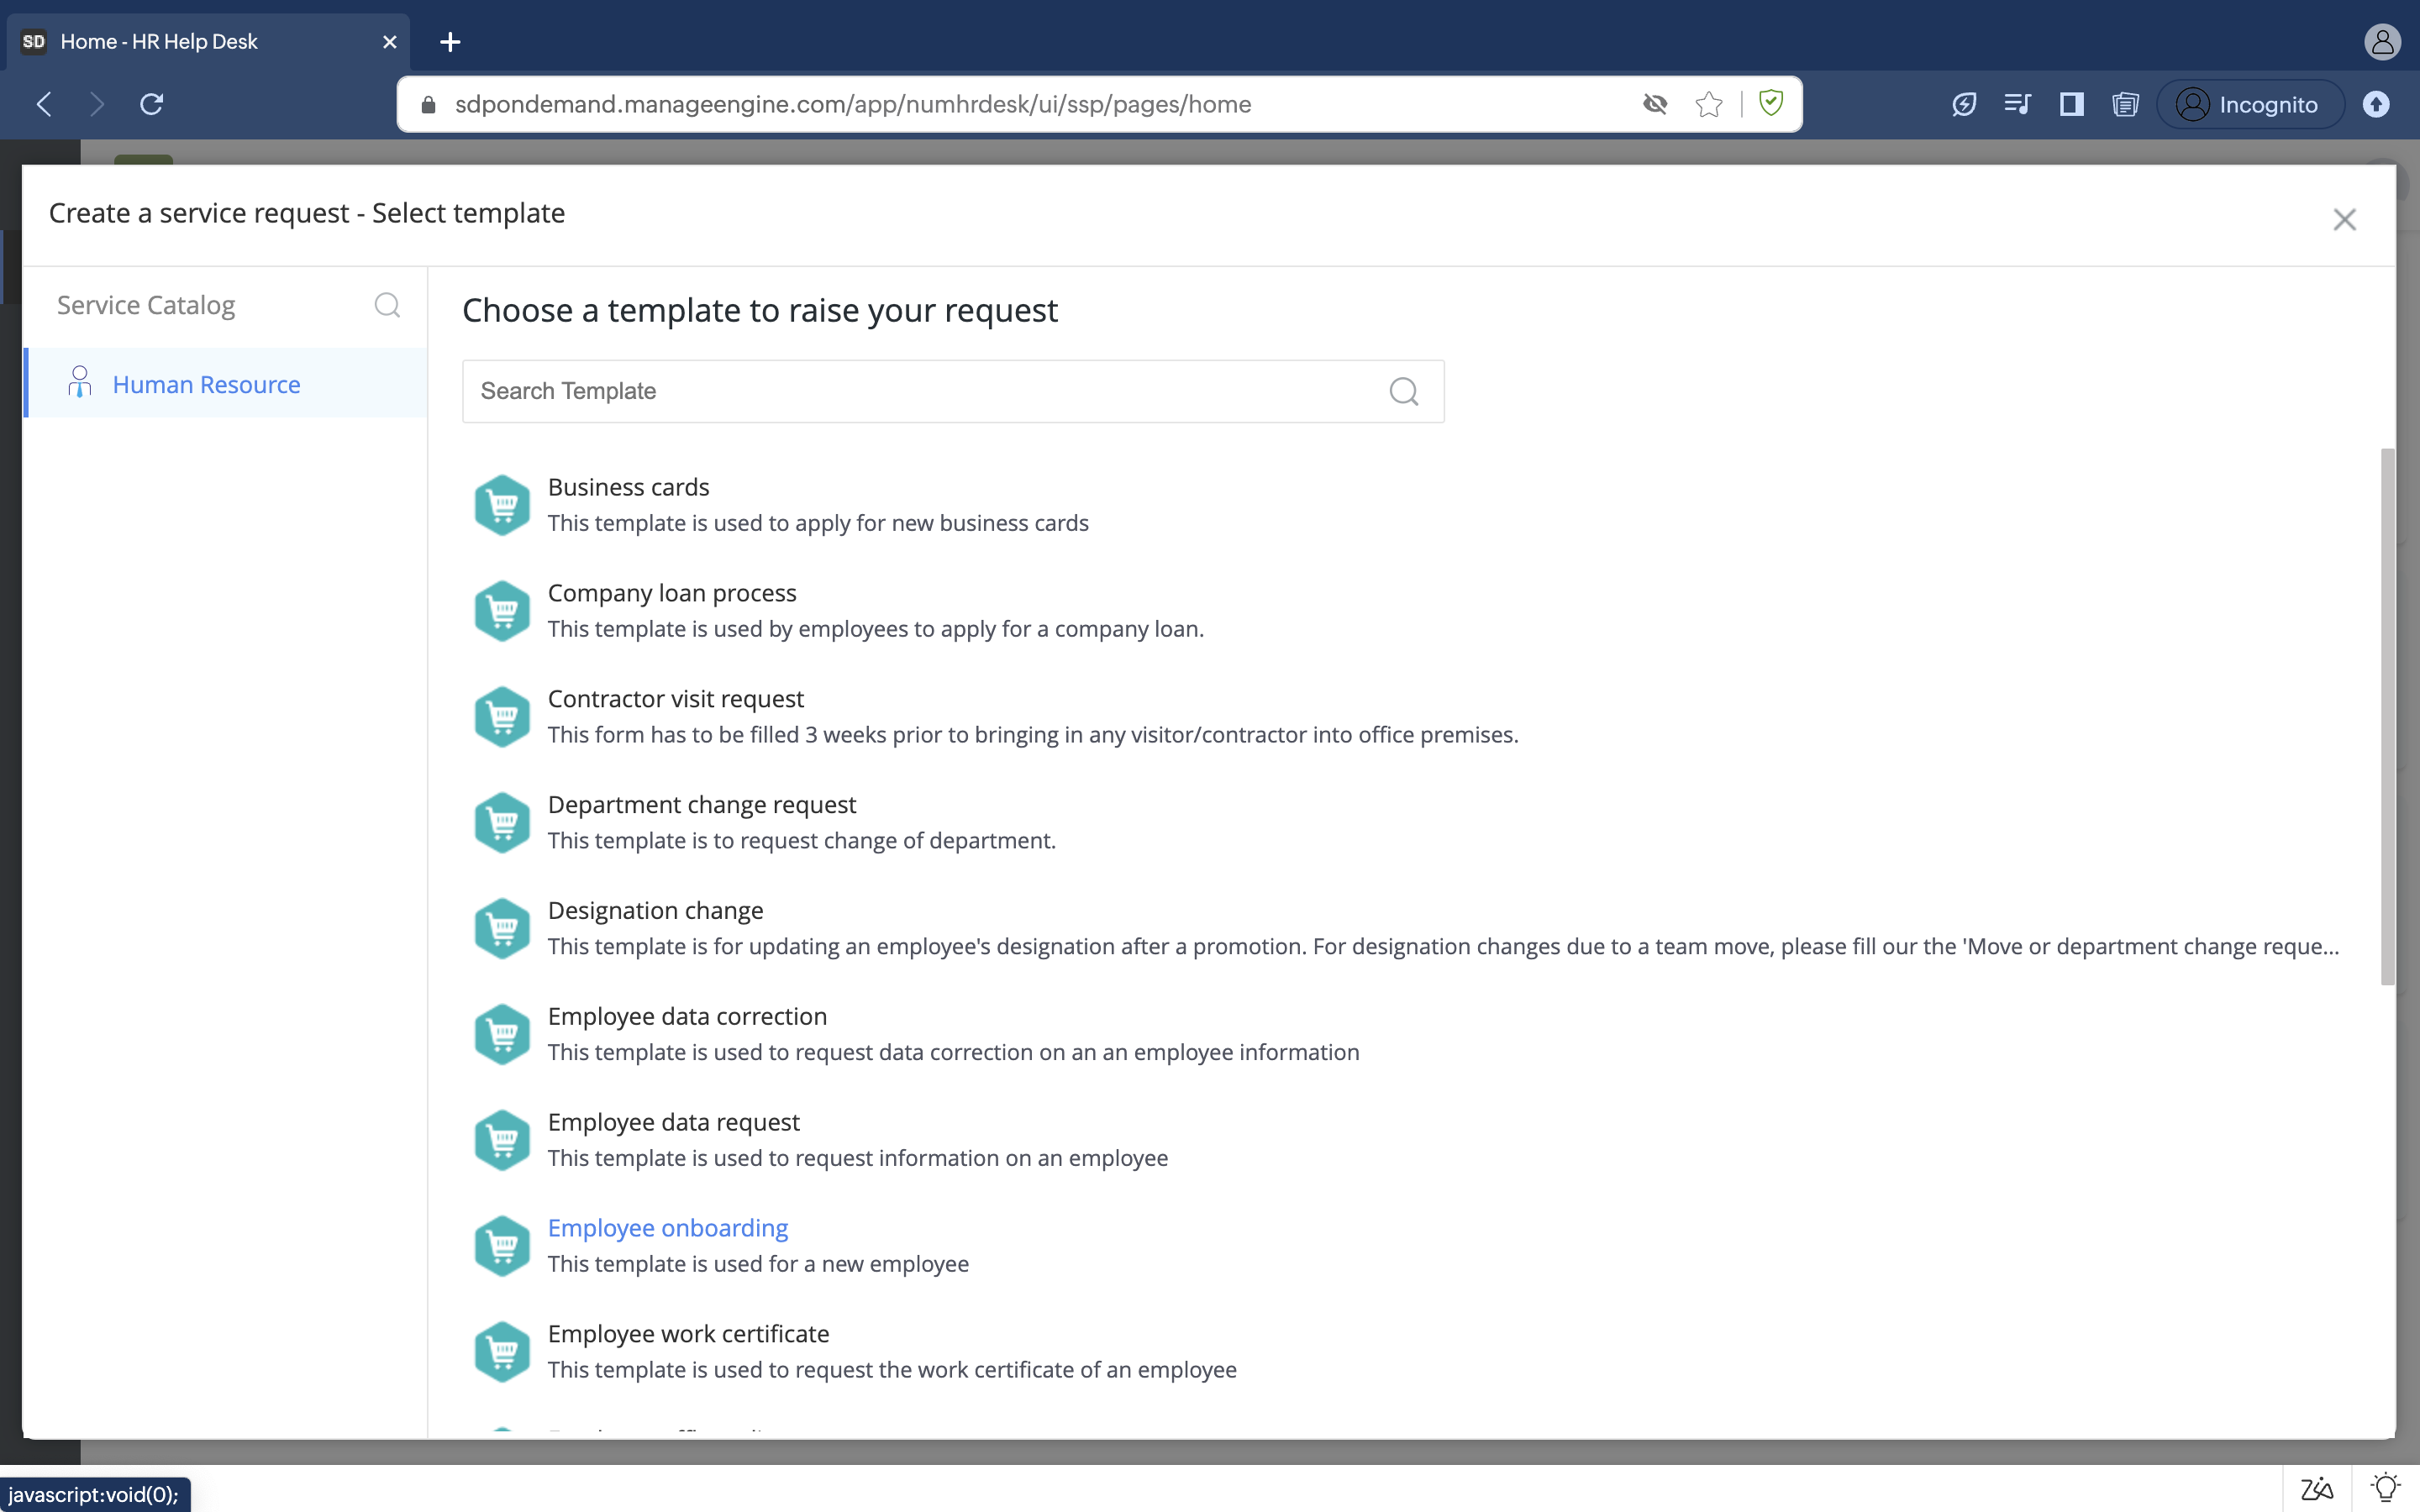 SD Home - HR Help Desk
sdpondemand.manageengine.com/app/numhrdesk/ui/ssp/pages/home
Incognito
Create a service request - Select template
Service Catalog
Human Resource
Choose a template to raise your request
Search Template
Business cards
This template is used to apply for new business cards
Company loan process
This template is used by employees to apply for a company loan.
Contractor visit request
This form has to be filled 3 weeks prior to bringing in any visitor/contractor into office premises.
Department change request
This template is to request change of department.
Designation change
This template is for updating an employee's designation after a promotion. For designation changes due to a team move, please fill our the 'Move or department change reque...
Employee data correction
This template is used to request data correction on an an employee information
Employee data request
This template is used to request information on an employee
Employee onboarding
This template is used for a new employee
Employee work certificate
This template is used to request the work certificate of an employee
javascript:void(0);